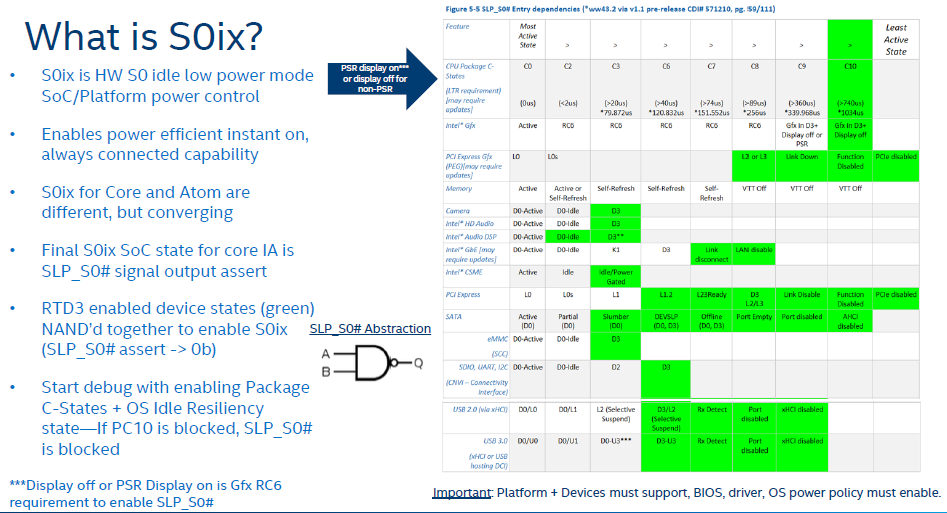 What is S0ix?
• S0ix is HW S0 idle low power mode
SoC/Platform power control
• Enables power efficient instant on,
always connected capability
• S0ix for Core and Atom are
different, but converging
• Final S0ix SoC state for core IA is
SLP_S0# signal output assert
• RTD3 enabled device states (green)
NAND'd together to enable S0ix
(SLP_S0# assert -> 0b)
• Start debug with enabling Package
C-States + OS Idle Resiliency
state—If PC10 is blocked, SLP_S0#
is blocked
***Display off or PSR Display on is Gfx RC6
requirement to enable SLP_S0#
PSR display on***
or display off for
non-PSR
SLP_S0# Abstraction
A
B
Q
Figure 5-5 SLP_S0# Entry dependencies (*ww43.2 via v1.1 pre-release CDI# 571210, pg. 59/111)
Feature Most Active State > > > > > > > Least Active State
CPU Package C-States C0 C2 C3 C6 C7 C8 C9 C10
(LTR requirement) [may require updates] (0us) (<2us) (>20us) *79.872us (>40us) *120.832us (>74us) *151.552us (>89us) *256us (>360us) *339.968us (>740us) *1034us
Intel® Gfx Active RC6 RC6 RC6 RC6 RC6 Gfx in D3+ Display off or PSR Gfx in D3+ Display off
PCI Express Gfx (PEG)[may require updates] L0 L0s L2 or L3 Link Down Function Disabled PCIe disabled
Memory Active Active or Self-Refresh Self-Refresh Self-Refresh Self-Refresh VTT Off VTT Off VTT Off
Camera D0-Active D0-Idle D3
Intel® HD Audio D0-Active D0-Idle D3
Intel® Audio DSP D0-Active D0-Idle D3**
Intel® GbE [may require updates] D0-Active D0-Idle K1 D3 Link disconnect LAN disable
Intel® CSME Active Idle Idle/Power Gated
PCI Express L0 L0s L1 L1.2 L23Ready D3 L2/L3 Link Disable Function Disabled PCIe disabled
SATA Active (D0) Partial (D0) Slumber (D0) DEVSLP (D0, D3) Offline (D0, D3) Port Empty Port disabled AHCI disabled
eMMC (SCC) D0-Active D0-Idle D3
SDIO, UART, I2C (CNVi – Connectivity Interface) D0-Active D0-Idle D2 D3
USB 2.0 (via xHCI) D0/L0 D0/L1 L2 (Selective Suspend) D3/L2 (Selective Suspend) Rx Detect Port disabled xHCI disabled
USB 3.0 (xHCI or USB hosting DCI) D0/U0 D0/U1 D0-U3*** D3-U3 Rx Detect Port disabled xHCI disabled
Important: Platform + Devices must support, BIOS, driver, OS power policy must enable.